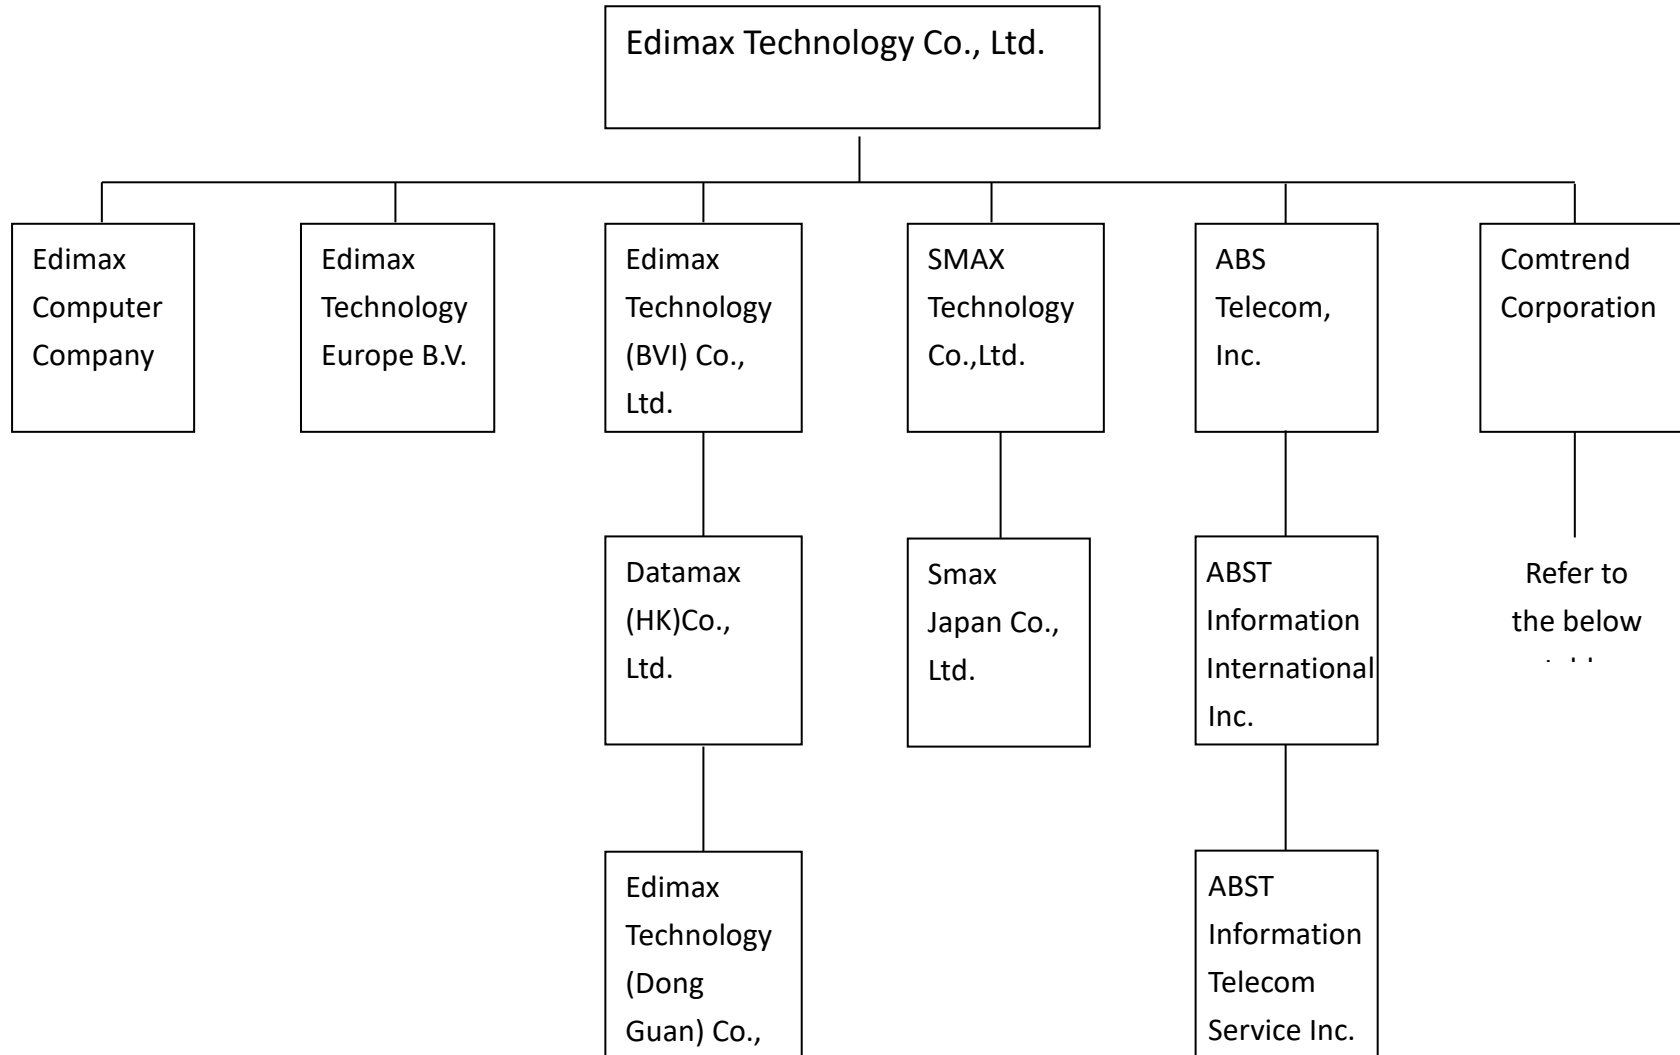 Edimax Technology Co., Ltd.
Edimax
Computer
Company
Edimax
Technology
Europe B.V.
Edimax
Technology
(BVI) Co.,
Ltd.
SMAX
Technology
Co.,Ltd.
ABS
Telecom,
Inc.
Comtrend
Corporation
Datamax
(HK)Co.,
Ltd.
Smax
Japan Co.,
Ltd.
ABST
Information
International
Inc.
Refer to
the below
Edimax
Technology
(Dong
Guan) Co.,
ABST
Information
Telecom
Service Inc.